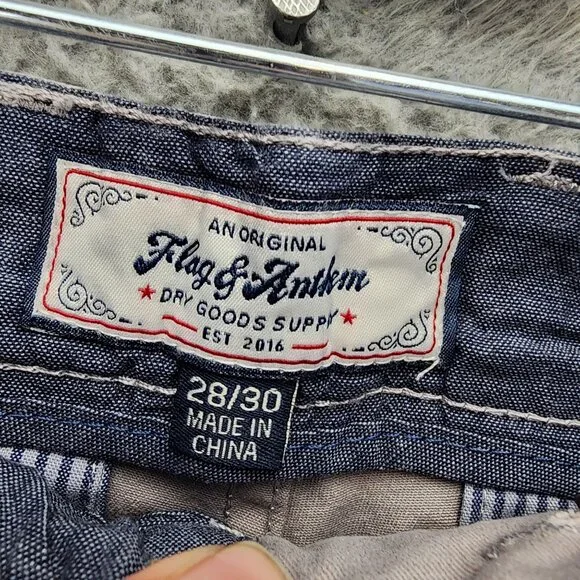 AN ORIGINAL
Flag & Anthem
DRY GOODS SUPPLY
EST 2016
28/30
MADE IN
CHINA